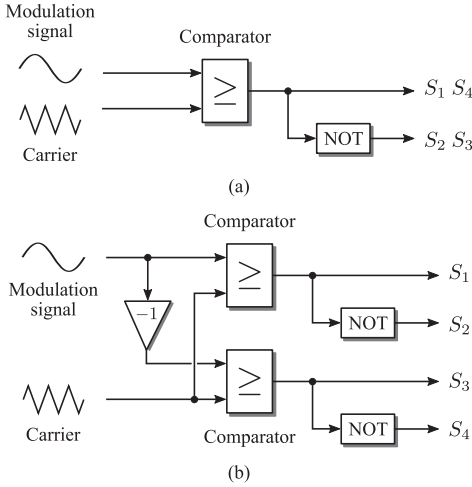 Modulation
signal
Comparator
≥
S1 S4
NOT
S2 S3
Carrier
(a)
Comparator
≥
S1
Modulation
signal
−1
NOT
S2
≥
S3
Carrier
Comparator
NOT
S4
(b)